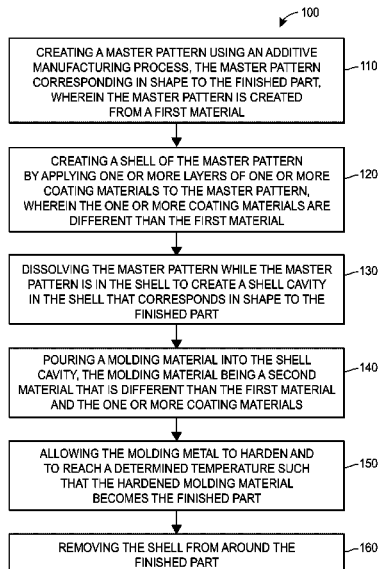 100
CREATING A MASTER PATTERN USING AN ADDITIVE
MANUFACTURING PROCESS, THE MASTER PATTERN
CORRESPONDING IN SHAPE TO THE FINISHED PART,
WHEREIN THE MASTER PATTERN IS CREATED
FROM A FIRST MATERIAL
110
CREATING A SHELL OF THE MASTER PATTERN
BY APPLYING ONE OR MORE LAYERS OF ONE OR MORE
COATING MATERIALS TO THE MASTER PATTERN,
WHEREIN THE ONE OR MORE COATING MATERIALS ARE
DIFFERENT THAN THE FIRST MATERIAL
120
DISSOLVING THE MASTER PATTERN WHILE THE MASTER
PATTERN IS IN THE SHELL TO CREATE A SHELL CAVITY
IN THE SHELL THAT CORRESPONDS IN SHAPE TO THE
FINISHED PART
130
POURING A MOLDING MATERIAL INTO THE SHELL
CAVITY, THE MOLDING MATERIAL BEING A SECOND
MATERIAL THAT IS DIFFERENT THAN THE FIRST MATERIAL
AND THE ONE OR MORE COATING MATERIALS
140
ALLOWING THE MOLDING METAL TO HARDEN AND
TO REACH A DETERMINED TEMPERATURE SUCH
THAT THE HARDENED MOLDING MATERIAL
BECOMES THE FINISHED PART
150
REMOVING THE SHELL FROM AROUND THE
FINISHED PART
160